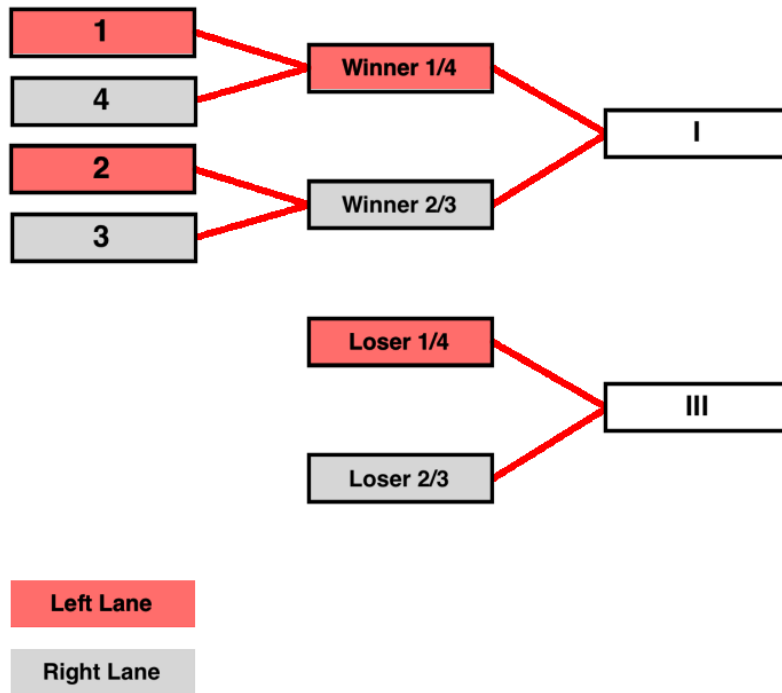 1
4
2
3
Winner 1/4
Winner 2/3
I
Loser 1/4
Loser 2/3
III
Left Lane
Right Lane